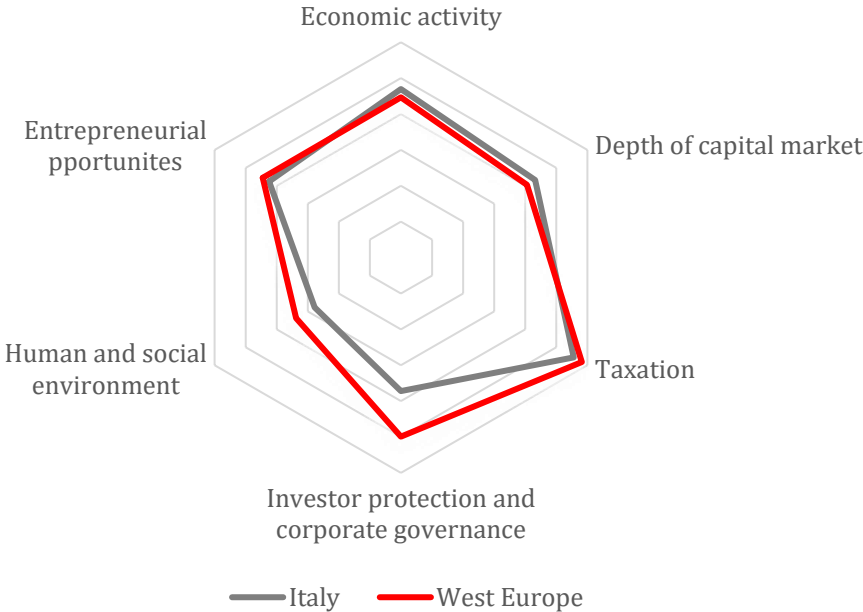 Economic activity
Depth of capital market
Taxation
Investor protection and
corporate governance
Human and social
environment
Entrepreneurial
pportunites
Italy
West Europe